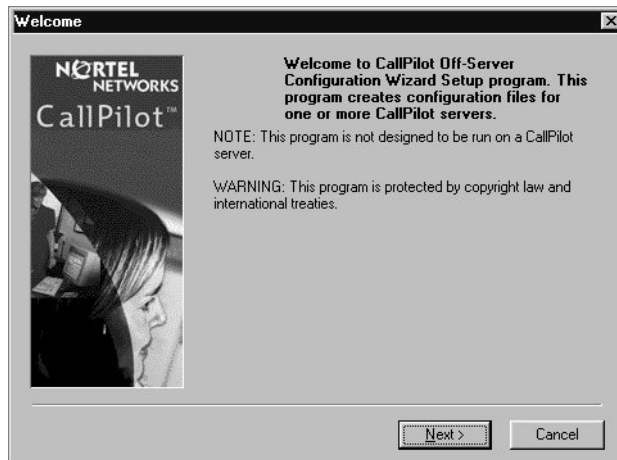 Welcome
NORTEL
NETWORKS
CallPilot™
Welcome to CallPilot Off-Server
Configuration Wizard Setup program. This
program creates configuration files for
one or more CallPilot servers.
NOTE: This program is not designed to be run on a CallPilot
server.
WARNING: This program is protected by copyright law and
international treaties.
Next >
Cancel